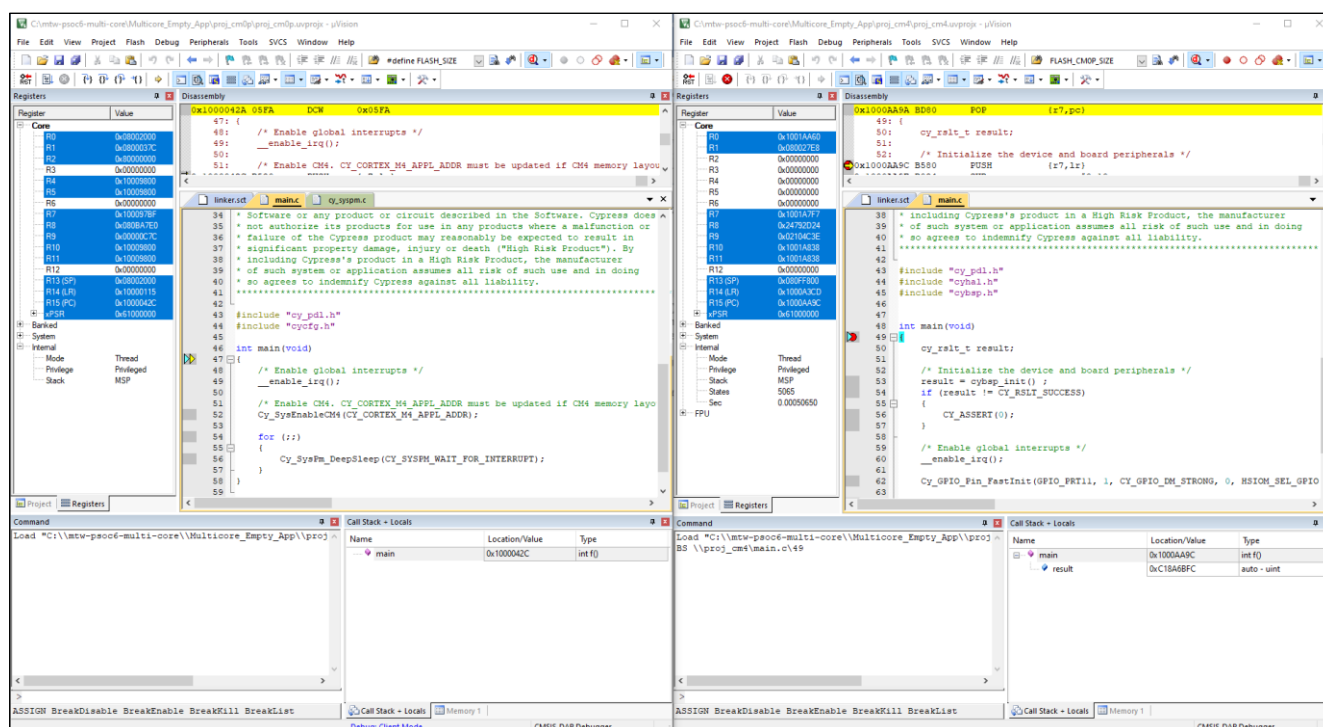 C:\mtw-psoc6-multi-core\Multicore_Empty_App\proj_cm0p\proj_cm0p.uvprojx - µVision
File Edit View Project Flash Debug Peripherals Tools SVCS Window Help
#define FLASH_SIZE
Registers
Register Value
Core
R0 0x08002000
R1 0x0800037C
R2 0x80000000
R3 0x00000000
R4 0x10009800
R5 0x10009800
R6 0x00000000
R7 0x100097BF
R8 0x080BA7E0
R9 0x00000C7C
R10 0x10009800
R11 0x10009800
R12 0x00000000
R13 (SP) 0x08002000
R14 (LR) 0x10000115
R15 (PC) 0x1000042C
xPSR 0x61000000
Banked
System
Internal
Mode Thread
Privilege Privileged
Stack MSP
Project Registers
Disassembly
0x1000042A 05FA DCW 0x05FA
47: {
48: /* Enable global interrupts */
49: __enable_irq();
50:
51: /* Enable CM4. CY_CORTEX_M4_APPL_ADDR must be updated if CM4 memory layou
linker.sct main.c cy_syspm.c
34 * Software or any product or circuit described in the Software. Cypress does
35 * not authorize its products for use in any products where a malfunction or
36 * failure of the Cypress product may reasonably be expected to result in
37 * significant property damage, injury or death ("High Risk Product"). By
38 * including Cypress's product in a High Risk Product, the manufacturer
39 * of such system or application assumes all risk of such use and in doing
40 * so agrees to indemnify Cypress against all liability.
41 *******************************************************************************
42
43 #include "cy_pdl.h"
44 #include "cycfg.h"
45
46 int main(void)
47 {
48 /* Enable global interrupts */
49 __enable_irq();
50
51 /* Enable CM4. CY_CORTEX_M4_APPL_ADDR must be updated if CM4 memory layo
52 Cy_SysEnableCM4(CY_CORTEX_M4_APPL_ADDR);
53
54 for (;;)
55 {
56 Cy_SysPm_DeepSleep(CY_SYSPM_WAIT_FOR_INTERRUPT);
57 }
58 }
59
Command
Load "C:\\mtw-psoc6-multi-core\\Multicore_Empty_App\\proj
>
ASSIGN BreakDisable BreakEnable BreakKill BreakList
Call Stack + Locals
Name Location/Value Type
main 0x1000042C int f()
Call Stack + Locals Memory 1
Debug: Client Mode CMSIS-DAP Debugger
C:\mtw-psoc6-multi-core\Multicore_Empty_App\proj_cm4\proj_cm4.uvprojx - µVision
File Edit View Project Flash Debug Peripherals Tools SVCS Window Help
FLASH_CM0P_SIZE
Registers
Register Value
Core
R0 0x1001AA60
R1 0x080027E8
R2 0x00000000
R3 0x00000000
R4 0x00000000
R5 0x00000000
R6 0x00000000
R7 0x1001A7F7
R8 0x24792D24
R9 0x02104C3E
R10 0x1001A838
R11 0x1001A838
R12 0x00000000
R13 (SP) 0x080FF800
R14 (LR) 0x1000A3CD
R15 (PC) 0x1000AA9C
xPSR 0x61000000
Banked
System
Internal
Mode Thread
Privilege Privileged
Stack MSP
States 5065
Sec 0.00050650
FPU
Project Registers
Disassembly
0x1000AA9A BD80 POP {r7,pc}
49: {
50: cy_rslt_t result;
51:
52: /* Initialize the device and board peripherals */
0x1000AA9C B580 PUSH {r7,lr}
linker.sct main.c
38 * including Cypress's product in a High Risk Product, the manufacturer
39 * of such system or application assumes all risk of such use and in doing
40 * so agrees to indemnify Cypress against all liability.
41 *******************************************************************************
42
43 #include "cy_pdl.h"
44 #include "cyhal.h"
45 #include "cybsp.h"
46
47
48 int main(void)
49 {
50 cy_rslt_t result;
51
52 /* Initialize the device and board peripherals */
53 result = cybsp_init() ;
54 if (result != CY_RSLT_SUCCESS)
55 {
56 CY_ASSERT(0);
57 }
58
59 /* Enable global interrupts */
60 __enable_irq();
61
62 Cy_GPIO_Pin_FastInit(GPIO_PRT11, 1, CY_GPIO_DM_STRONG, 0, HSIOM_SEL_GPIO
63
Command
Load "C:\\mtw-psoc6-multi-core\\Multicore_Empty_App\\proj
BS \\proj_cm4\main.c\49
>
ASSIGN BreakDisable BreakEnable BreakKill BreakList
Call Stack + Locals
Name Location/Value Type
main 0x1000AA9C int f()
result 0xC18A6BFC auto - uint
Call Stack + Locals Memory 1
CMSIS-DAP Debugger